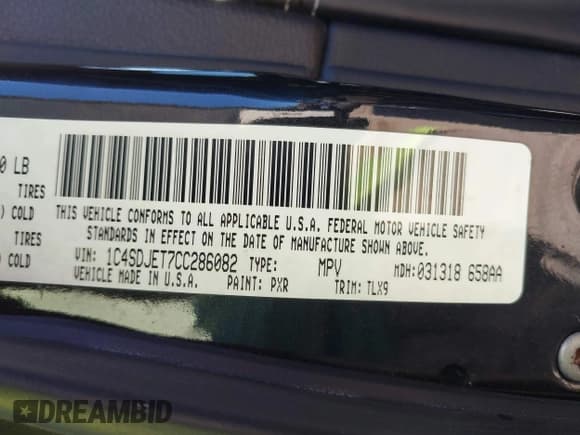 0 LB
TIRES
) COLD
TIRES
) COLD
THIS VEHICLE CONFORMS TO ALL APPLICABLE U.S.A. FEDERAL MOTOR VEHICLE SAFETY
STANDARDS IN EFFECT ON THE DATE OF MANUFACTURE SHOWN ABOVE.
VIN: 1C4SDJET7CC286082 TYPE: MPV MDH:031318 658AA
VEHICLE MADE IN U.S.A. PAINT: PXR TRIM: TLX9
DREAMBID